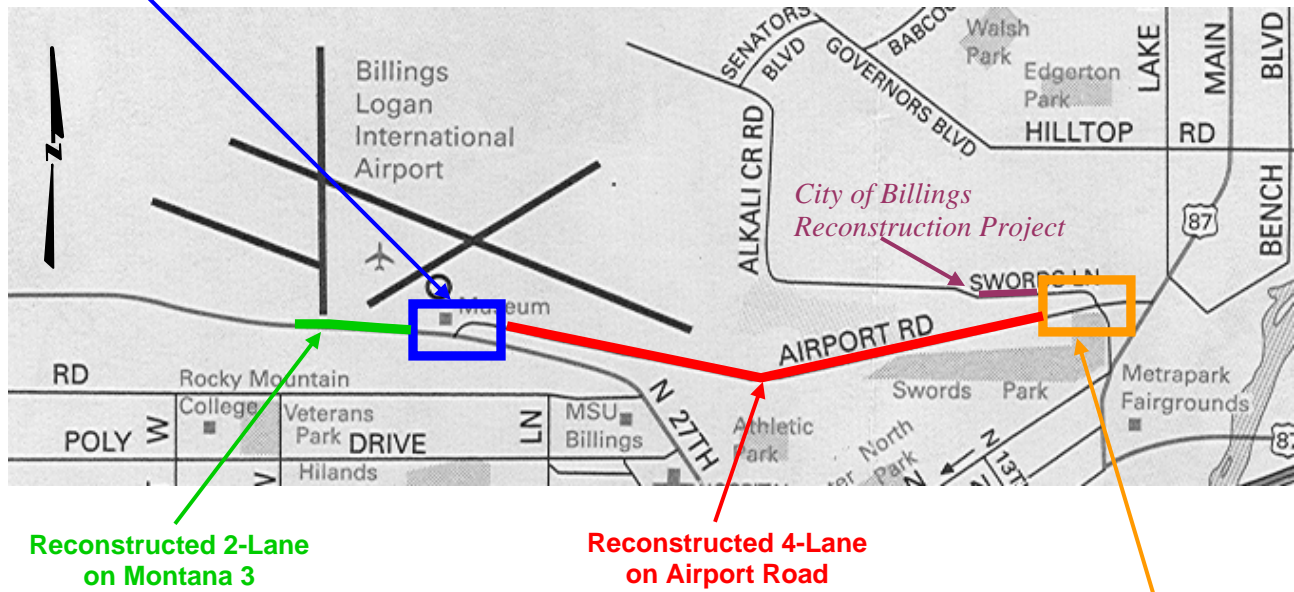 Billings
Logan
International
Airport
Museum
SENATORS
BLVD
BABCOC
GOVERNORS BLVD
Walsh
Park
Edgerton
Park
LAKE
MAIN
BLVD
HILLTOP RD
ALKALI CR RD
87
BENCH
City of Billings
Reconstruction Project
SWORDS LN
AIRPORT RD
Swords Park
Metrapark
Fairgrounds
87
N
RD
Rocky Mountain
College
W
Veterans
Park
POLY
DRIVE
LN
MSU
Billings
N 27TH
Athletic
Park
North
Park
N
N 13T
N
Hilands
W
Reconstructed 2-Lane
on Montana 3
Reconstructed 4-Lane
on Airport Road